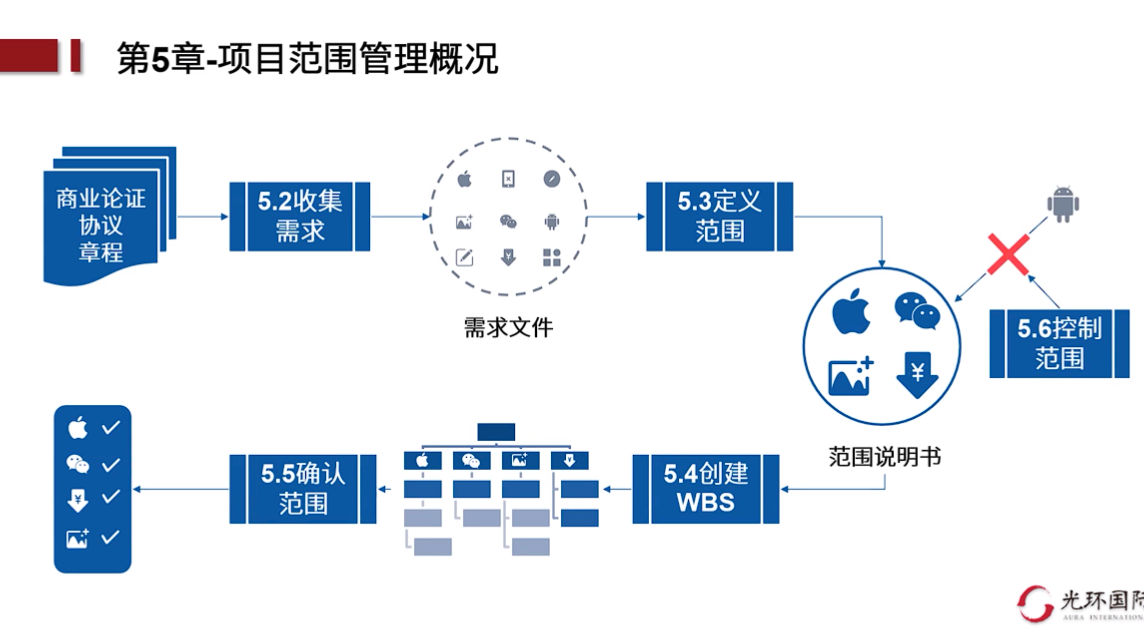 第5章-项目范围管理概况
商业论证
协议
章程
5.2收集
需求
需求文件
5.3定义
范围
5.6控制
范围
¥
范围说明书
5.4创建
WBS
5.5确认
范围
¥
光环国际
AURA INTERNATION